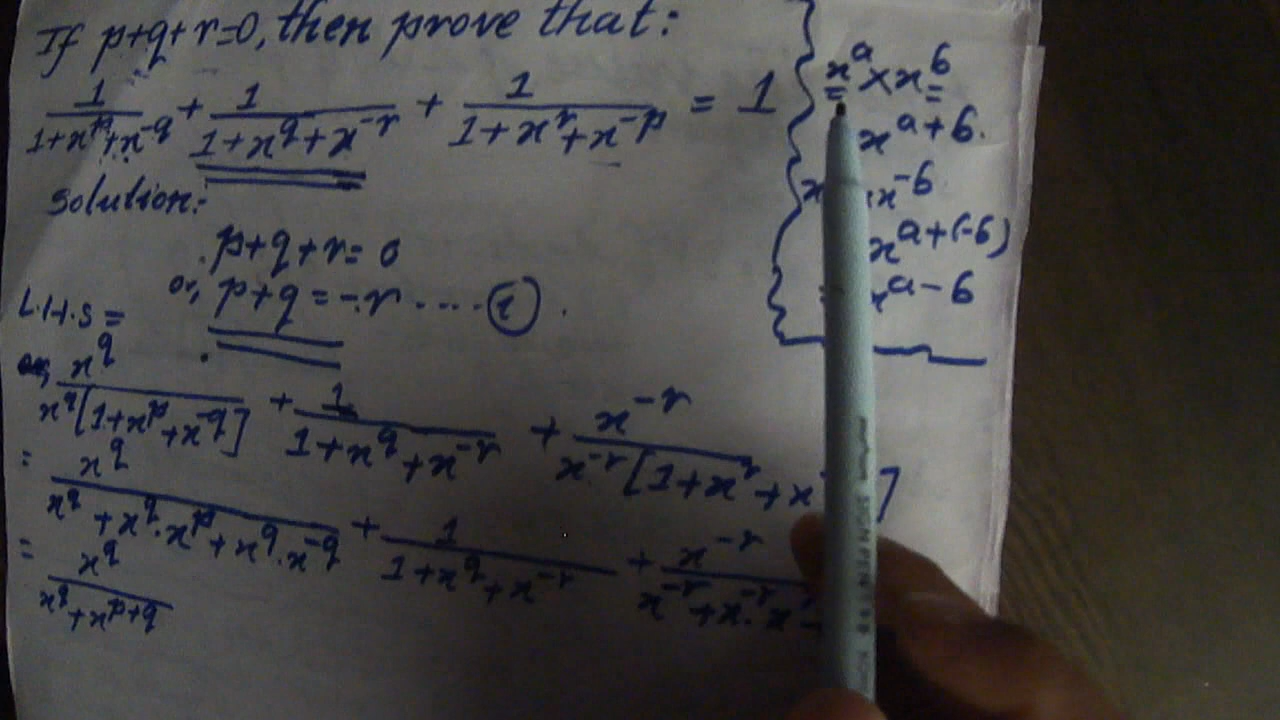 If p+q+r=0, then prove that:
1/(1+x^p+x^-q) + 1/(1+x^q+x^-r) + 1/(1+x^r+x^-p) = 1
solution:-
p+q+r= 0
or, p+q = -r ---- (i).
L.H.S =
x^q/(x^q[1+x^p+x^-q]) + 1/(1+x^q+x^-r) + x^-r/(x^-r[1+x^r+x ])
= x^q/(x^q+x^q.x^p+x^q.x^-q) + 1/(1+x^q+x^-r) + x^-r/(x^-r+x^-r.x
= x^q/(x^q+x^p+q
x^a × x^b
= =
x^a+b.
x x^-b
x^a+(-b)
x^a-b